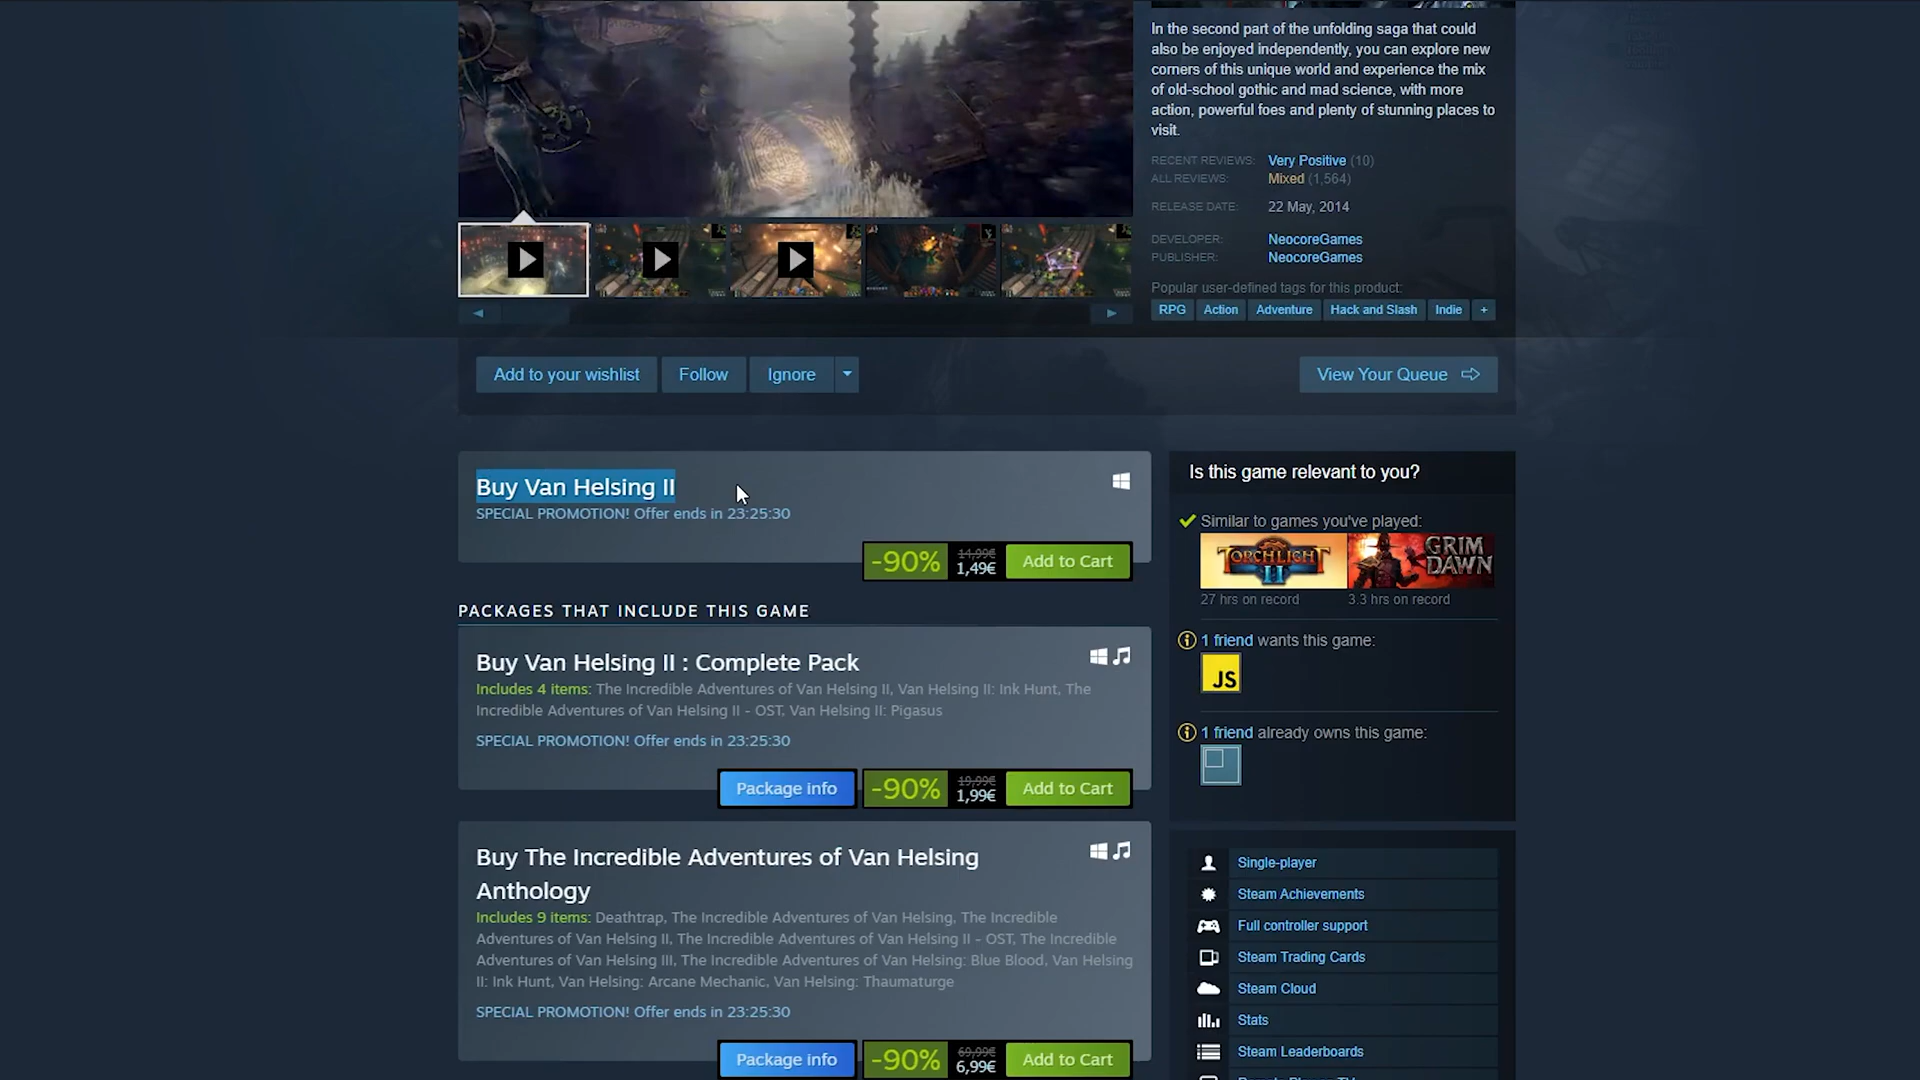 In the second part of the unfolding saga that could
also be enjoyed independently, you can explore new
corners of this unique world and experience the mix
of old-school gothic and mad science, with more
action, powerful foes and plenty of stunning places to
visit.
RECENT REVIEWS: Very Positive (10)
ALL REVIEWS: Mixed (1,564)
RELEASE DATE: 22 May, 2014
DEVELOPER: NeocoreGames
PUBLISHER: NeocoreGames
Popular user-defined tags for this product:
RPG Action Adventure Hack and Slash Indie +
Add to your wishlist Follow Ignore View Your Queue
Buy Van Helsing II
SPECIAL PROMOTION! Offer ends in 23:25:30
-90% 14,99€ 1,49€ Add to Cart
PACKAGES THAT INCLUDE THIS GAME
Buy Van Helsing II : Complete Pack
Includes 4 items: The Incredible Adventures of Van Helsing II, Van Helsing II: Ink Hunt, The
Incredible Adventures of Van Helsing II - OST, Van Helsing II: Pigasus
SPECIAL PROMOTION! Offer ends in 23:25:30
Package info -90% 19,99€ 1,99€ Add to Cart
Buy The Incredible Adventures of Van Helsing
Anthology
Includes 9 items: Deathtrap, The Incredible Adventures of Van Helsing, The Incredible
Adventures of Van Helsing II, The Incredible Adventures of Van Helsing II - OST, The Incredible
Adventures of Van Helsing III, The Incredible Adventures of Van Helsing: Blue Blood, Van Helsing
II: Ink Hunt, Van Helsing: Arcane Mechanic, Van Helsing: Thaumaturge
SPECIAL PROMOTION! Offer ends in 23:25:30
Package info -90% 69,99€ 6,99€ Add to Cart
Is this game relevant to you?
Similar to games you've played:
TORCHLIGHT II
GRIM DAWN
27 hrs on record 3.3 hrs on record
1 friend wants this game:
JS
1 friend already owns this game:
Single-player
Steam Achievements
Full controller support
Steam Trading Cards
Steam Cloud
Stats
Steam Leaderboards